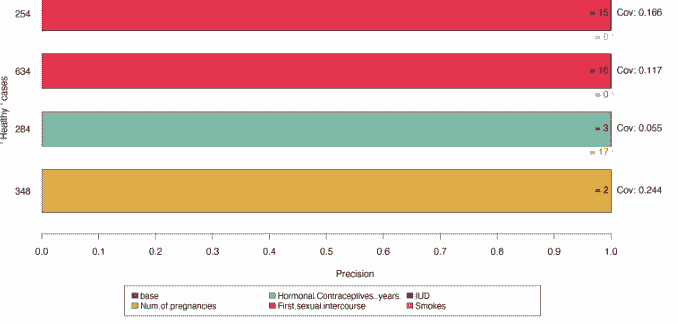 254
= 15
Cov: 0.166
= 0
634
= 16
Cov: 0.117
= 0
'Healthy' cases
284
= 3
Cov: 0.055
= 17
348
= 2
Cov: 0.244
0.0 0.1 0.2 0.3 0.4 0.5 0.6 0.7 0.8 0.9 1.0
Precision
base Hormonal.Contraceptives..years. IUD
Num.of.pregnancies First.sexual.intercourse Smokes